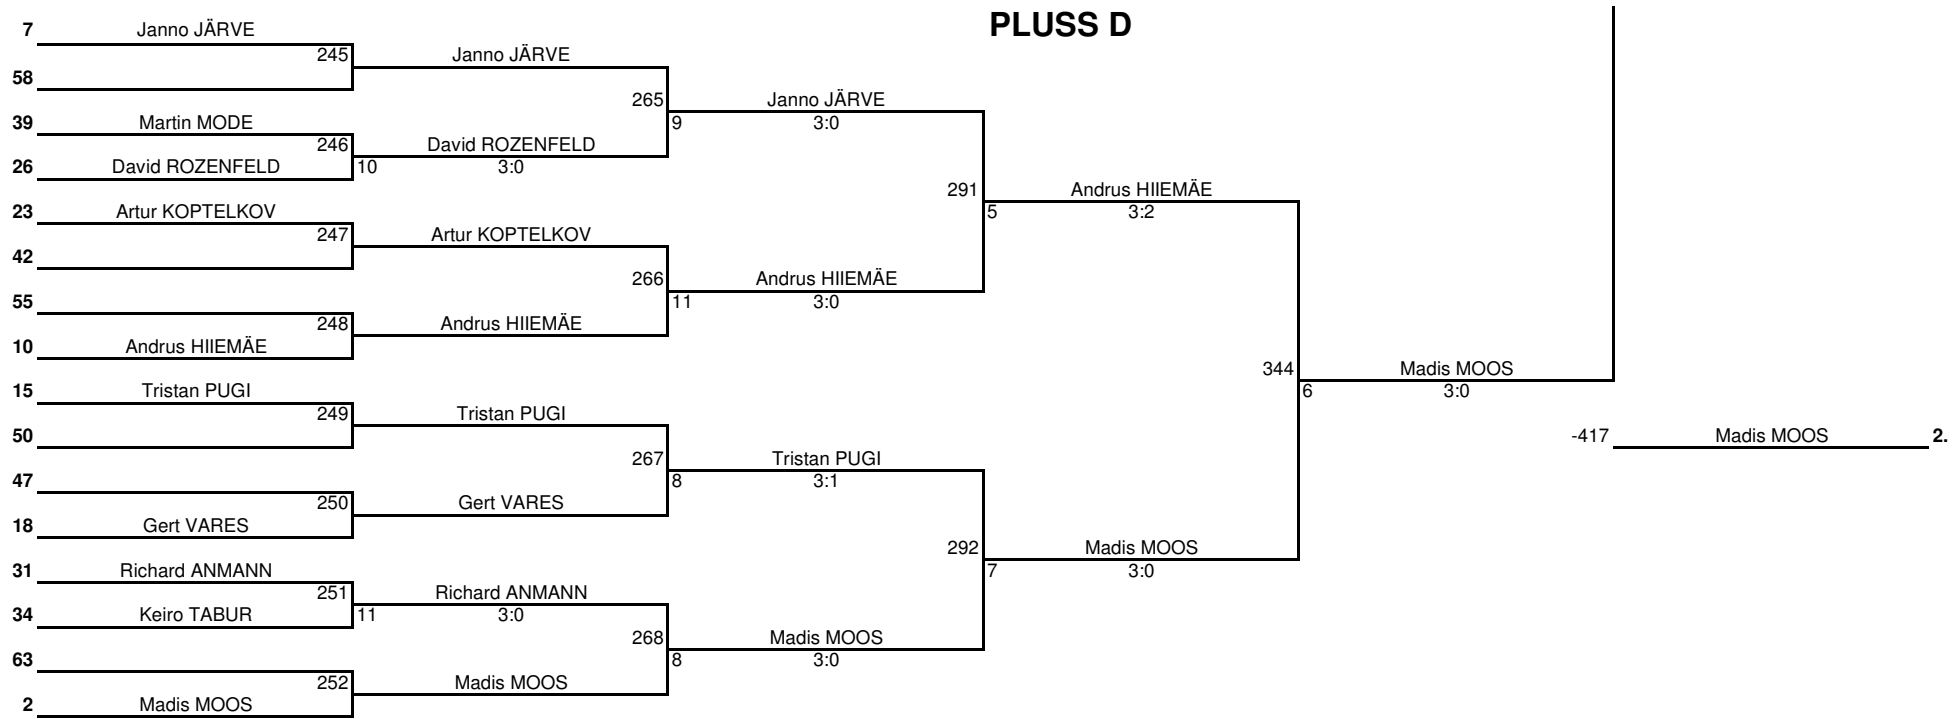 PLUSS D
7 Janno JÄRVE
245 Janno JÄRVE
58
265 Janno JÄRVE
9 3:0
39 Martin MODE
246 David ROZENFELD
26 David ROZENFELD 10 3:0
291 Andrus HIIEMÄE
5 3:2
23 Artur KOPTELKOV
247 Artur KOPTELKOV
42
266 Andrus HIIEMÄE
11 3:0
55
248 Andrus HIIEMÄE
10 Andrus HIIEMÄE
344 Madis MOOS
6 3:0
15 Tristan PUGI
249 Tristan PUGI
50
-417 Madis MOOS 2.
267 Tristan PUGI
8 3:1
47
250 Gert VARES
18 Gert VARES
292 Madis MOOS
7 3:0
31 Richard ANMANN
251 Richard ANMANN
34 Keiro TABUR 11 3:0
268 Madis MOOS
8 3:0
63
252 Madis MOOS
2 Madis MOOS